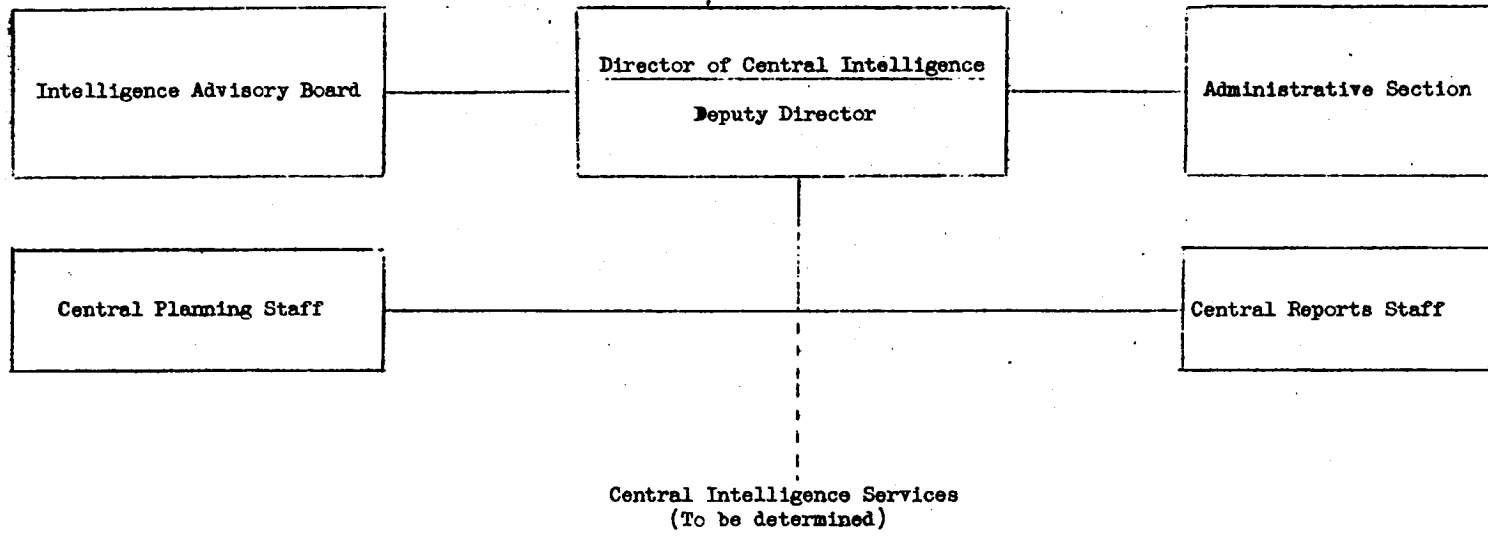 Intelligence Advisory Board
Director of Central Intelligence
Deputy Director
Administrative Section
Central Planning Staff
Central Reports Staff
Central Intelligence Services
(To be determined)